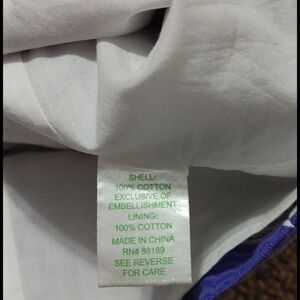 SHELL:
100% COTTON
EXCLUSIVE OF
EMBELLISHMENT
LINING:
100% COTTON
MADE IN CHINA
RN# 88189
SEE REVERSE
FOR CARE